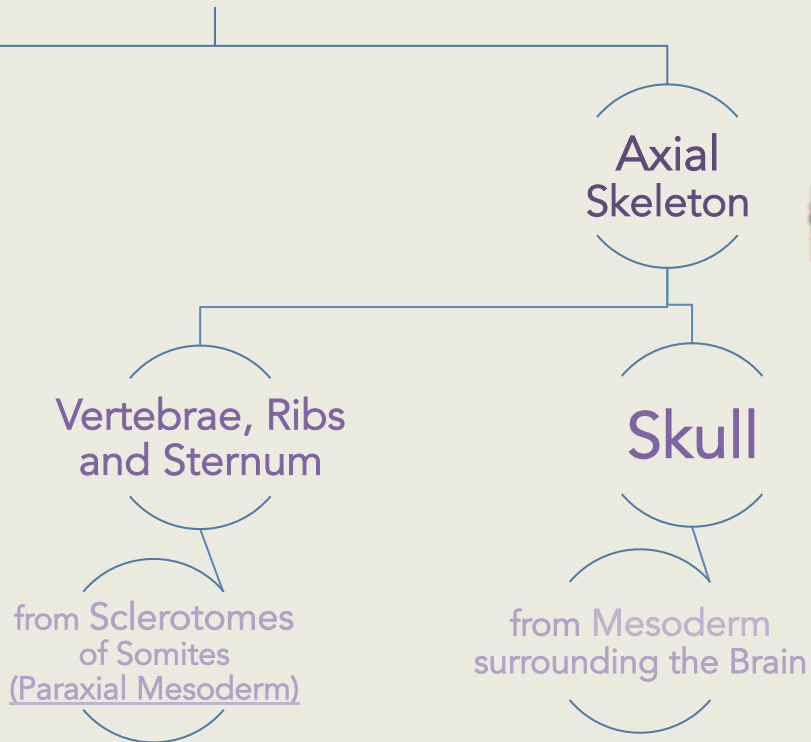 Axial
Skeleton
Vertebrae, Ribs
and Sternum
Skull
from Sclerotomes
of Somites
(Paraxial Mesoderm)
from Mesoderm
surrounding the Brain